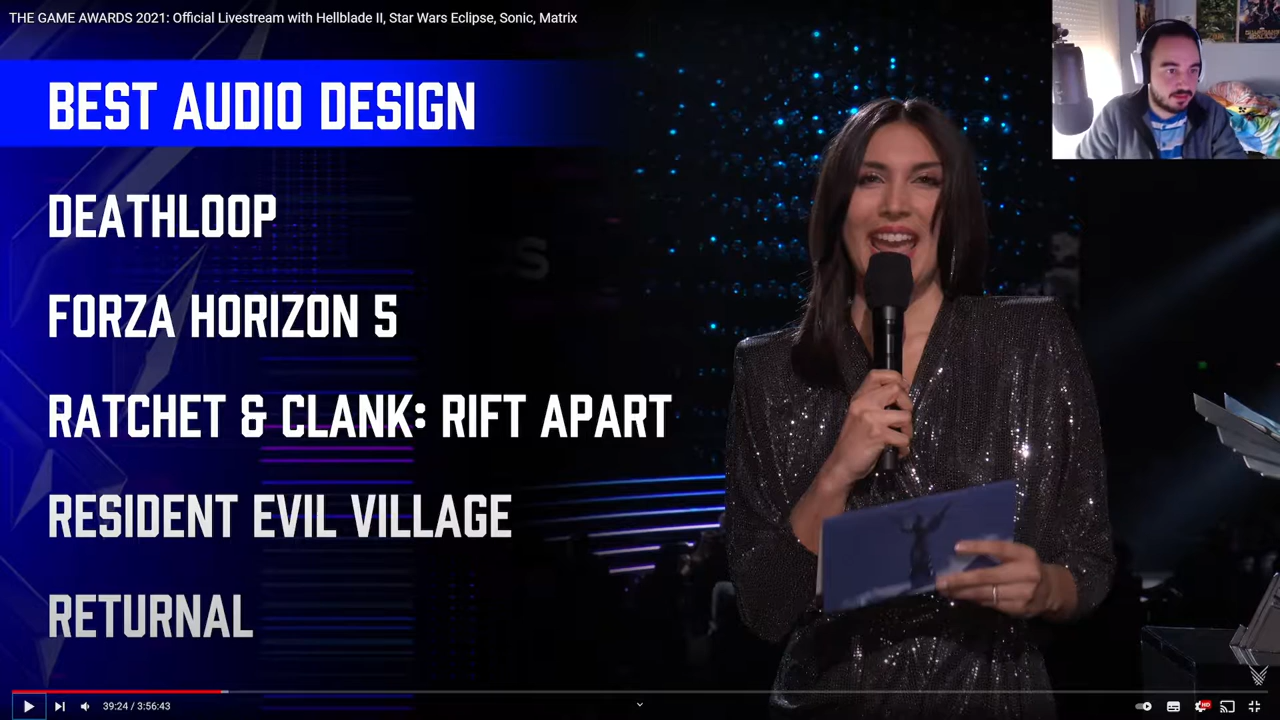 THE GAME AWARDS 2021: Official Livestream with Hellblade II, Star Wars Eclipse, Sonic, Matrix
BEST AUDIO DESIGN
DEATHLOOP
FORZA HORIZON 5
RATCHET & CLANK: RIFT APART
RESIDENT EVIL VILLAGE
RETURNAL
39:24 / 3:56:43
HD